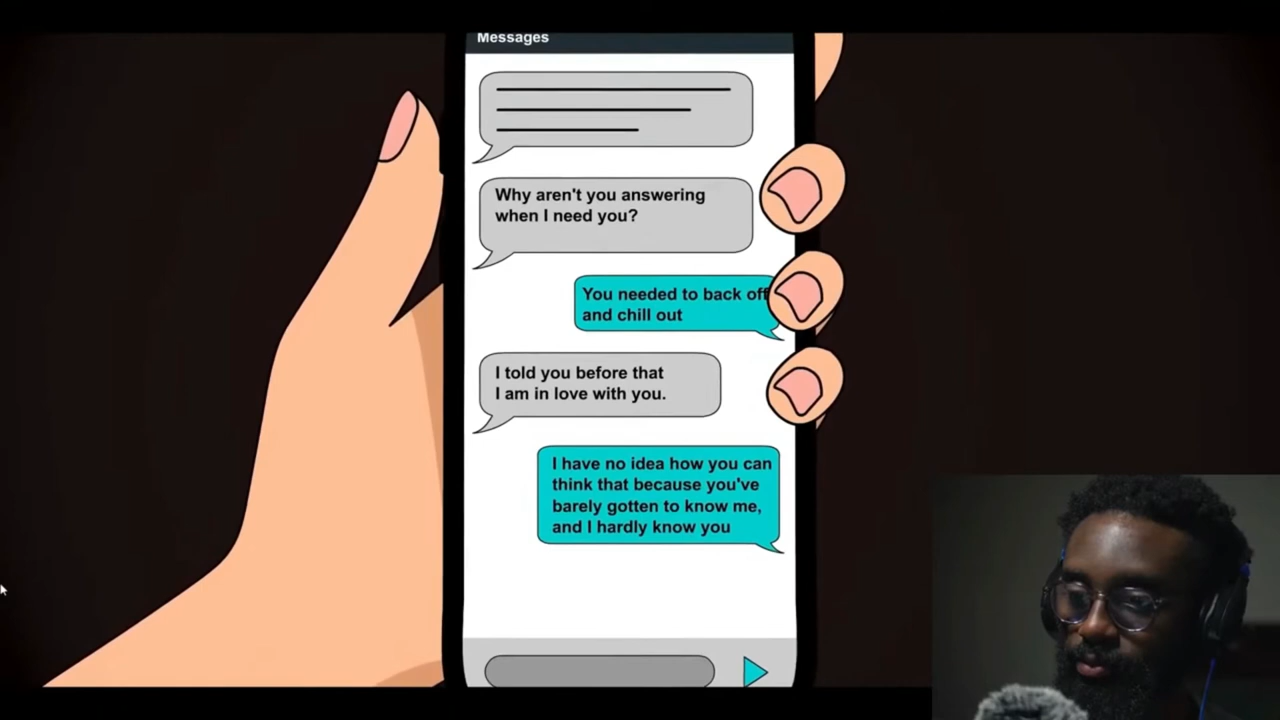 Messages
Why aren't you answering
when I need you?
You needed to back off
and chill out
I told you before that
I am in love with you.
I have no idea how you can
think that because you've
barely gotten to know me,
and I hardly know you